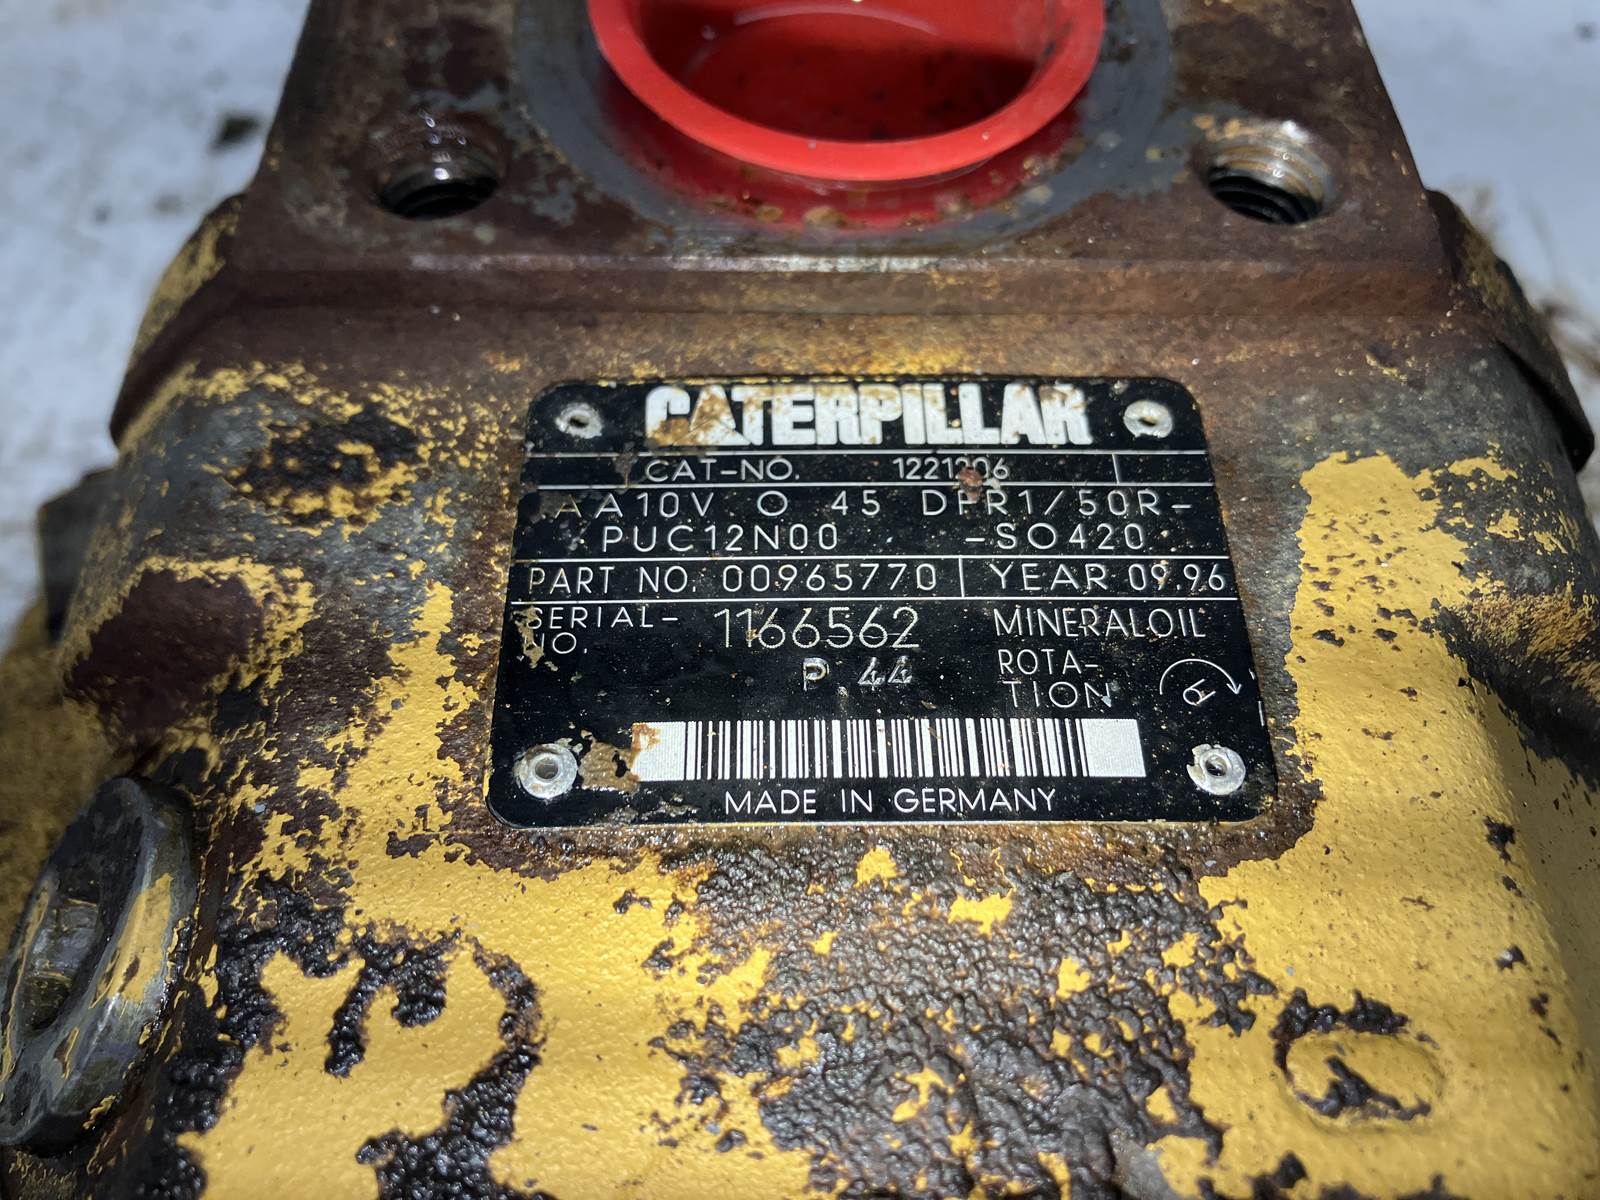 CATERPILLAR
CAT-NO. 1221206
AA10V O 45 DFR1/50R-
PUC12N00 -SO420
PART NO. 00965770 YEAR 09.96
SERIAL-NO. 1166562 MINERALOIL
P 44 ROTA-TION
MADE IN GERMANY